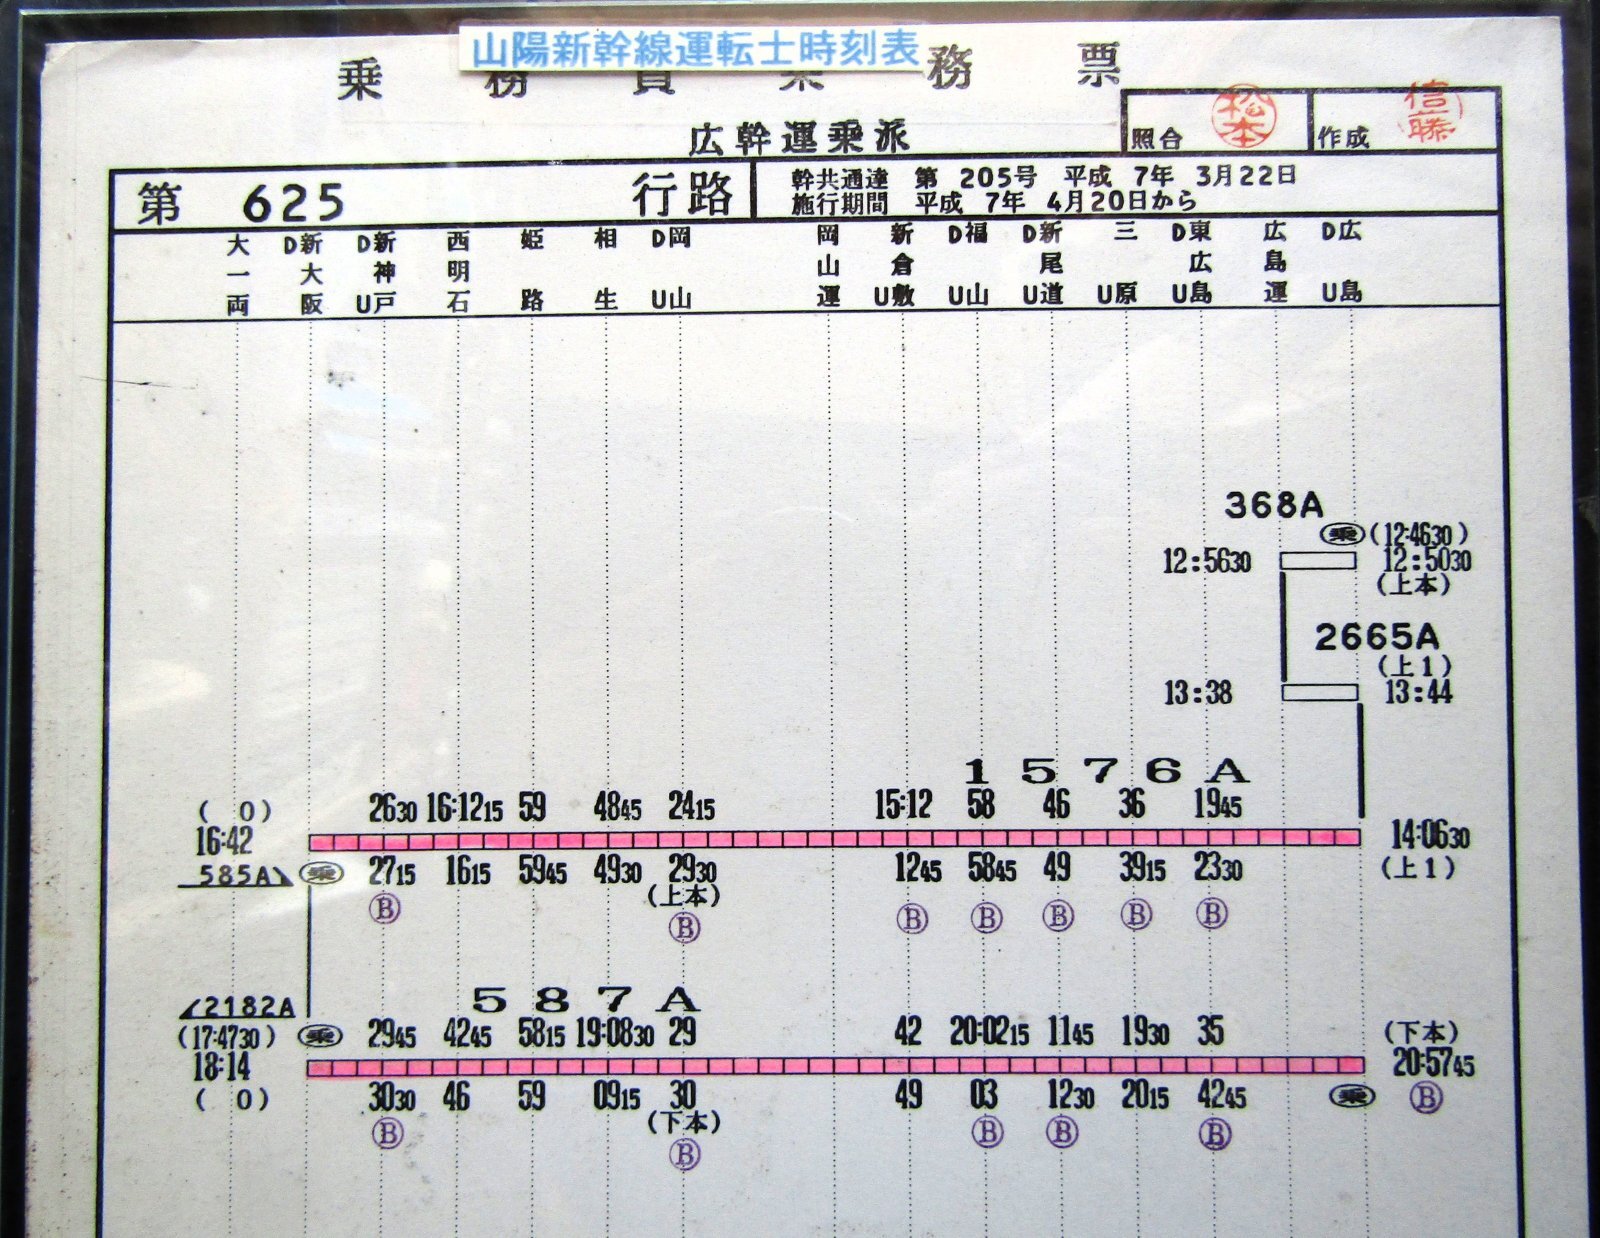 山陽新幹線運転士時刻表
乗 務 員 乗 務 票
広幹運乗派
照合 松本 作成 信藤
第 625 行路
幹共通達 第 205号 平成 7年 3月22日
施行期間 平成 7年 4月20日から
大一両 D新大阪 D新神U戸 西明石 姫路 相生 D岡U山 岡山運 新倉U敷 D福U山 D新尾U道 三U原 D東広U島 広島運 D広U島
368A
乗 (12:4630)
12:5630 12:5030
(上本)
2665A
(上1)
13:38 13:44
1576A
( 0) 2630 16:1215 59 4845 2415 15:12 58 46 36 1945
16:42 14:0630
585A 乗 2715 1615 5945 4930 2930 1245 5845 49 3915 2330 (上1)
(上本)
B B B B B B B
587A
2182A
(17:4730) 乗 2945 4245 5815 19:0830 29 42 20:0215 1145 1930 35 (下本)
18:14 20:5745
( 0) 3030 46 59 0915 30 49 03 1230 2015 4245 乗 B
(下本)
B B B B B